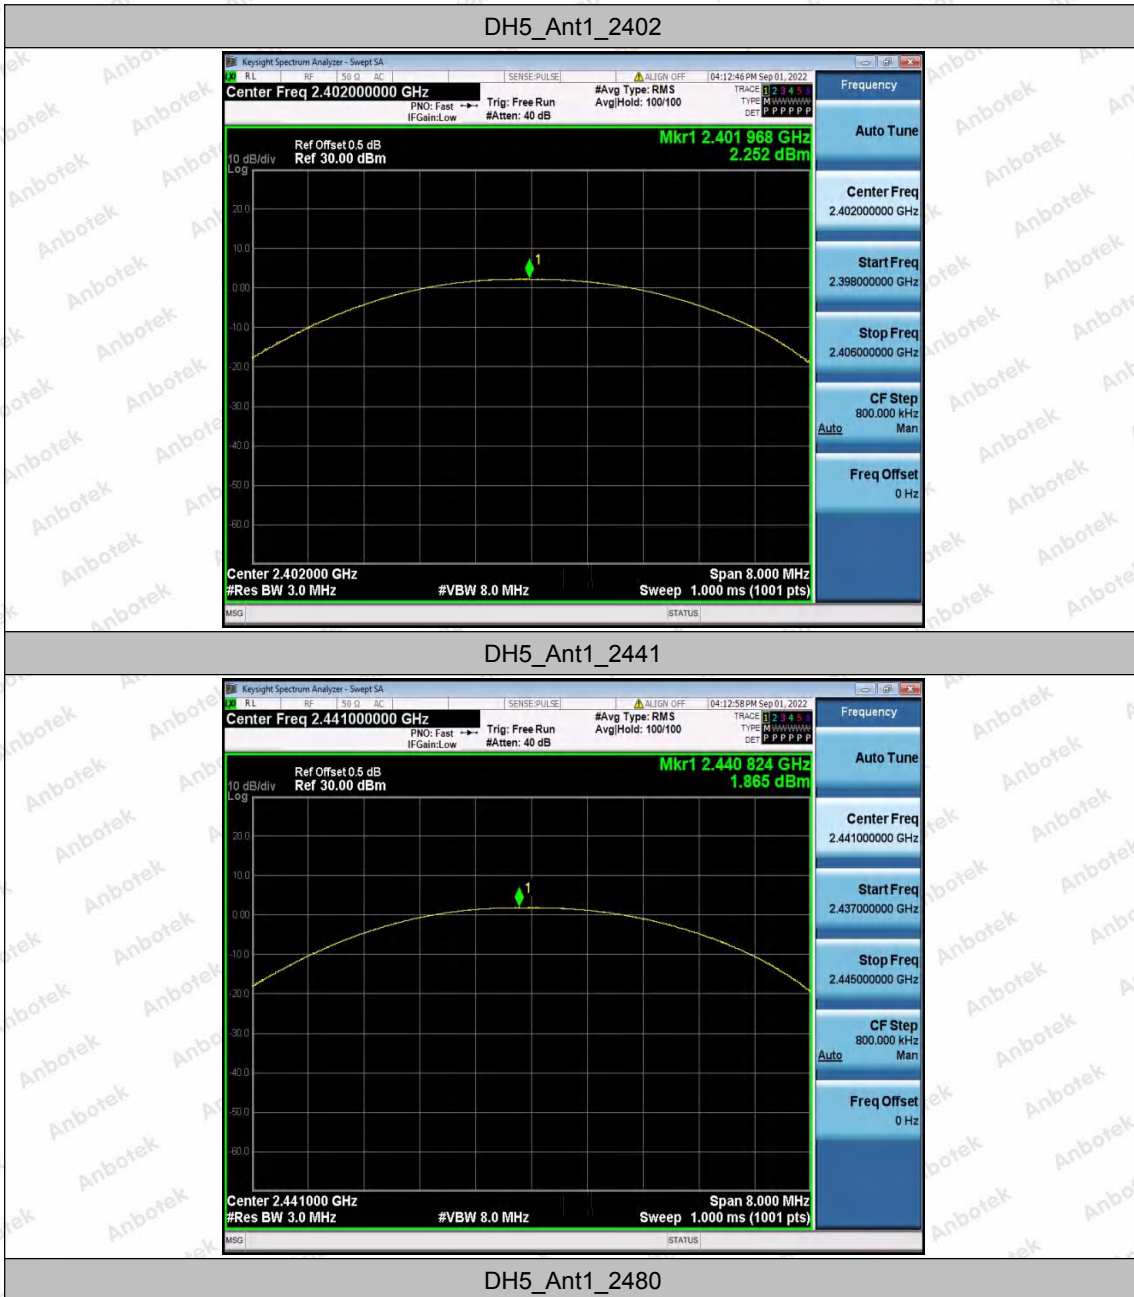 DH5_Ant1_2402
Keysight Spectrum Analyzer - Swept SA
RL RF 50 Ω AC SENSE:PULSE ALIGN OFF 04:12:46 PM Sep 01, 2022
Center Freq 2.402000000 GHz
PNO: Fast
IFGain:Low
Trig: Free Run
#Atten: 40 dB
#Avg Type: RMS
Avg|Hold: 100/100
TRACE 1 2 3 4 5 6
TYPE M W W W W W
DET P P P P P P
Ref Offset 0.5 dB
10 dB/div Ref 30.00 dBm
Log
Mkr1 2.401 968 GHz
2.252 dBm
20.0
10.0
1
0.00
-10.0
-20.0
-30.0
-40.0
-50.0
-60.0
Center 2.402000 GHz Span 8.000 MHz
#Res BW 3.0 MHz #VBW 8.0 MHz Sweep 1.000 ms (1001 pts)
MSG STATUS
Frequency
Auto Tune
Center Freq
2.402000000 GHz
Start Freq
2.398000000 GHz
Stop Freq
2.406000000 GHz
CF Step
800.000 kHz
Auto Man
Freq Offset
0 Hz
DH5_Ant1_2441
Keysight Spectrum Analyzer - Swept SA
RL RF 50 Ω AC SENSE:PULSE ALIGN OFF 04:12:58 PM Sep 01, 2022
Center Freq 2.441000000 GHz
PNO: Fast
IFGain:Low
Trig: Free Run
#Atten: 40 dB
#Avg Type: RMS
Avg|Hold: 100/100
TRACE 1 2 3 4 5 6
TYPE M W W W W W
DET P P P P P P
Ref Offset 0.5 dB
10 dB/div Ref 30.00 dBm
Log
Mkr1 2.440 824 GHz
1.865 dBm
20.0
10.0
1
0.00
-10.0
-20.0
-30.0
-40.0
-50.0
-60.0
Center 2.441000 GHz Span 8.000 MHz
#Res BW 3.0 MHz #VBW 8.0 MHz Sweep 1.000 ms (1001 pts)
MSG STATUS
Frequency
Auto Tune
Center Freq
2.441000000 GHz
Start Freq
2.437000000 GHz
Stop Freq
2.445000000 GHz
CF Step
800.000 kHz
Auto Man
Freq Offset
0 Hz
DH5_Ant1_2480
Anbotek